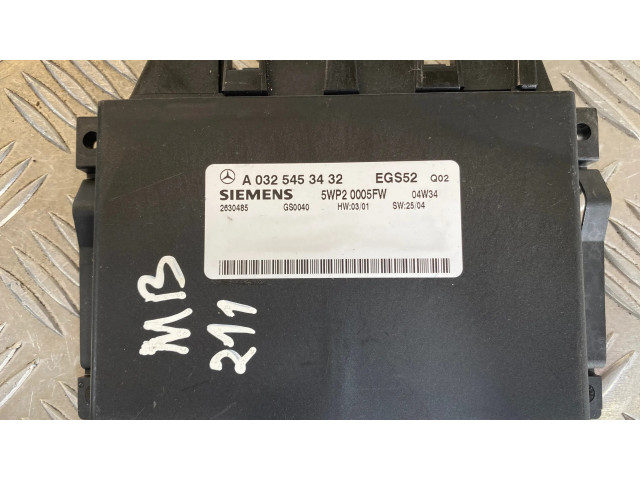 A 032 545 34 32 EGS52 Q02
SIEMENS 5WP2 0005FW 04W34
2630485 GS0040 HW:03/01 SW:25/04
MB
211